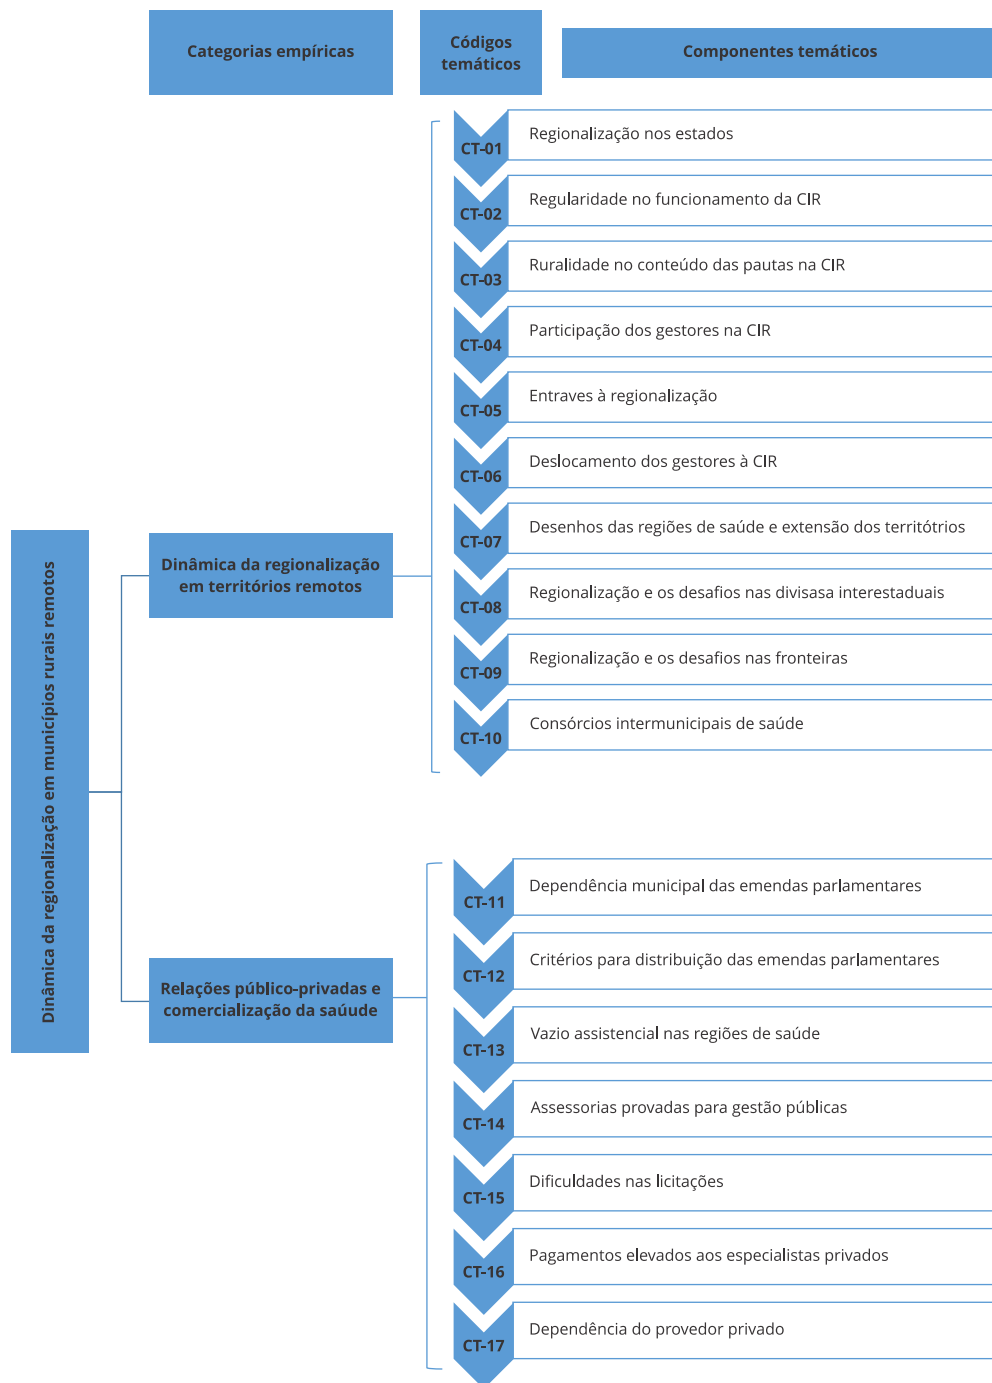 Categorias empíricas
Códigos
temáticos
Componentes temáticos
Dinâmica da regionalização em municípios rurais remotos
Dinâmica da regionalização
em territórios remotos
CT-01
Regionalização nos estados
CT-02
Regularidade no funcionamento da CIR
CT-03
Ruralidade no conteúdo das pautas na CIR
CT-04
Participação dos gestores na CIR
CT-05
Entraves à regionalização
CT-06
Deslocamento dos gestores à CIR
CT-07
Desenhos das regiões de saúde e extensão dos territótrios
CT-08
Regionalização e os desafios nas divisasa interestaduais
CT-09
Regionalização e os desafios nas fronteiras
CT-10
Consórcios intermunicipais de saúde
Relações público-privadas e
comercialização da saúude
CT-11
Dependência municipal das emendas parlamentares
CT-12
Critérios para distribuição das emendas parlamentares
CT-13
Vazio assistencial nas regiões de saúde
CT-14
Assessorias provadas para gestão públicas
CT-15
Dificuldades nas licitações
CT-16
Pagamentos elevados aos especialistas privados
CT-17
Dependência do provedor privado